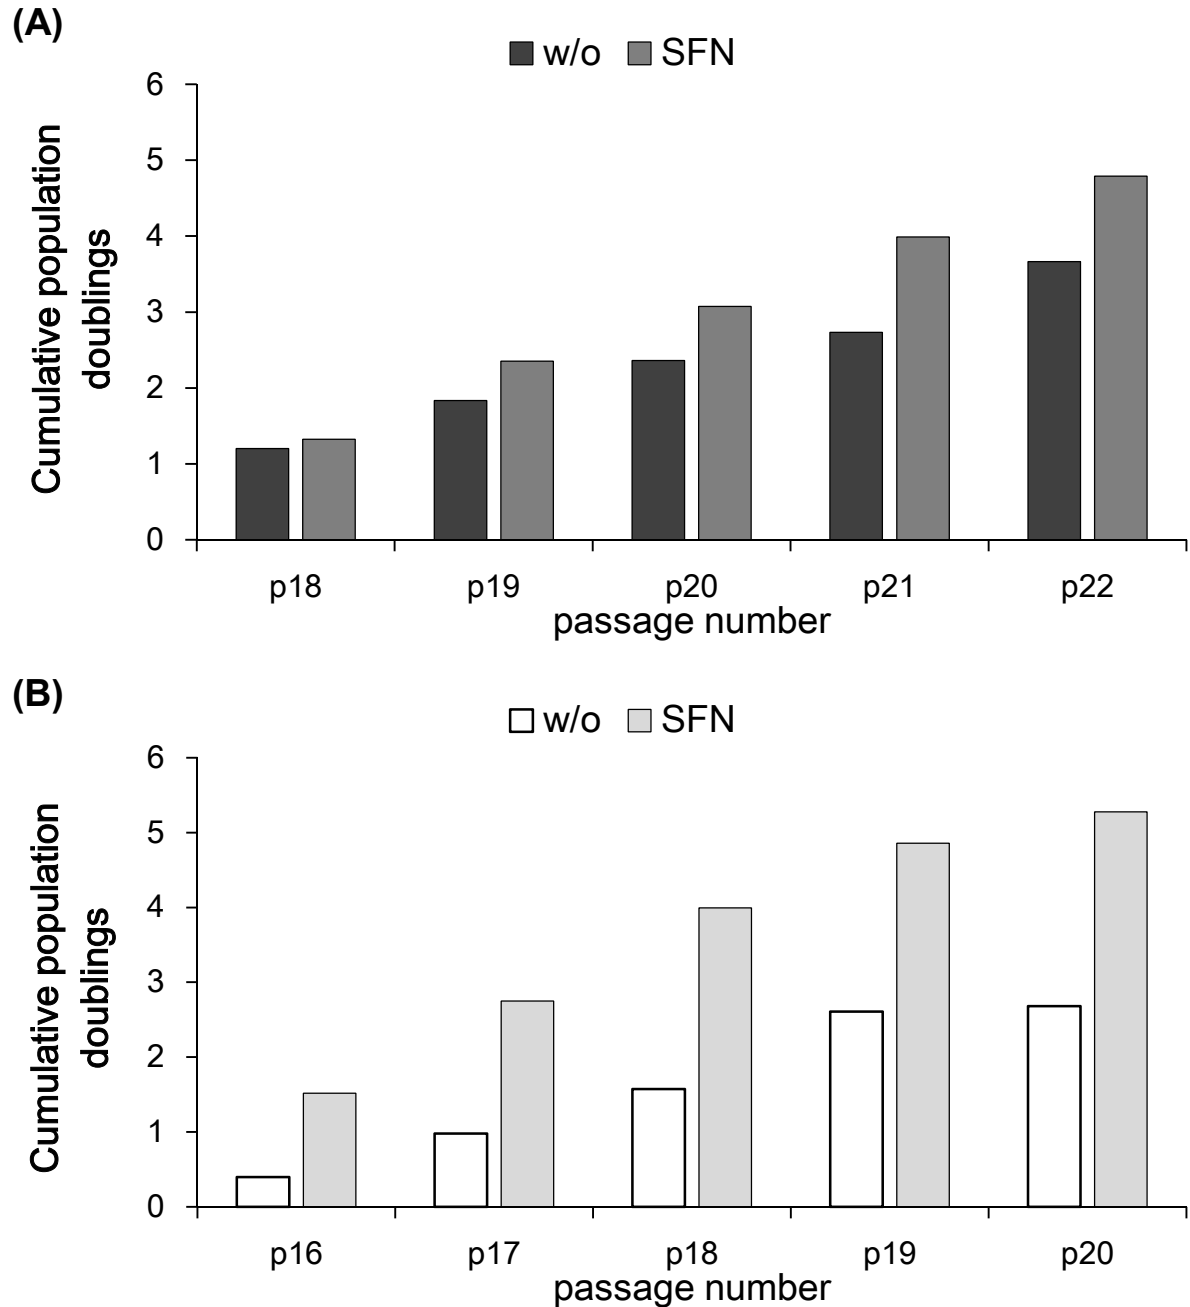 (A)
w/o SFN
Cumulative population
doublings
6
5
4
3
2
1
0
p18 p19 p20 p21 p22
passage number
(B)
w/o SFN
Cumulative population
doublings
6
5
4
3
2
1
0
p16 p17 p18 p19 p20
passage number